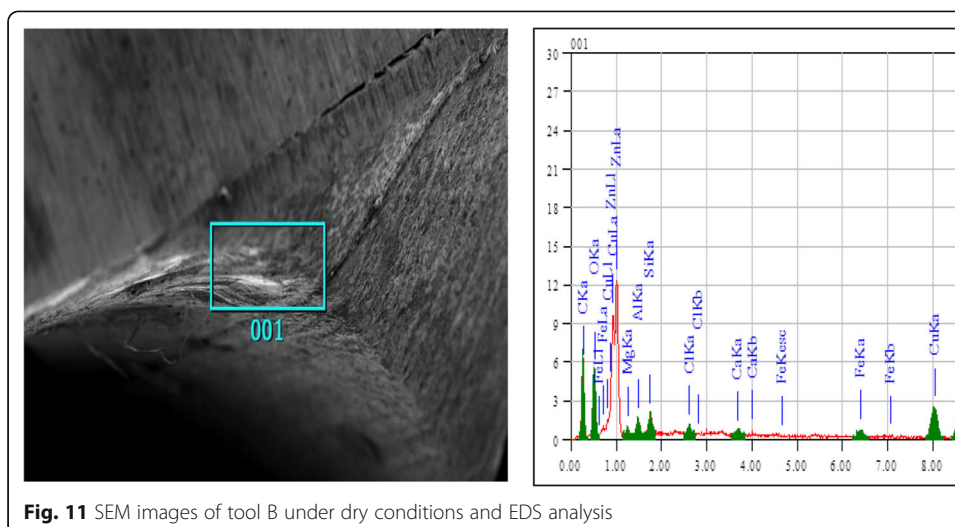 001
001
30
27
24
21
18
15
12
9
6
3
0
CKa
OKa
FeLl
FeLa
CuLl
CuLa
ZnLl
ZnLa
MgKa
AlKa
SiKa
ClKa
ClKb
CaKa
CaKb
FeKesc
FeKa
FeKb
CuKa
0.00 1.00 2.00 3.00 4.00 5.00 6.00 7.00 8.00
Fig. 11 SEM images of tool B under dry conditions and EDS analysis